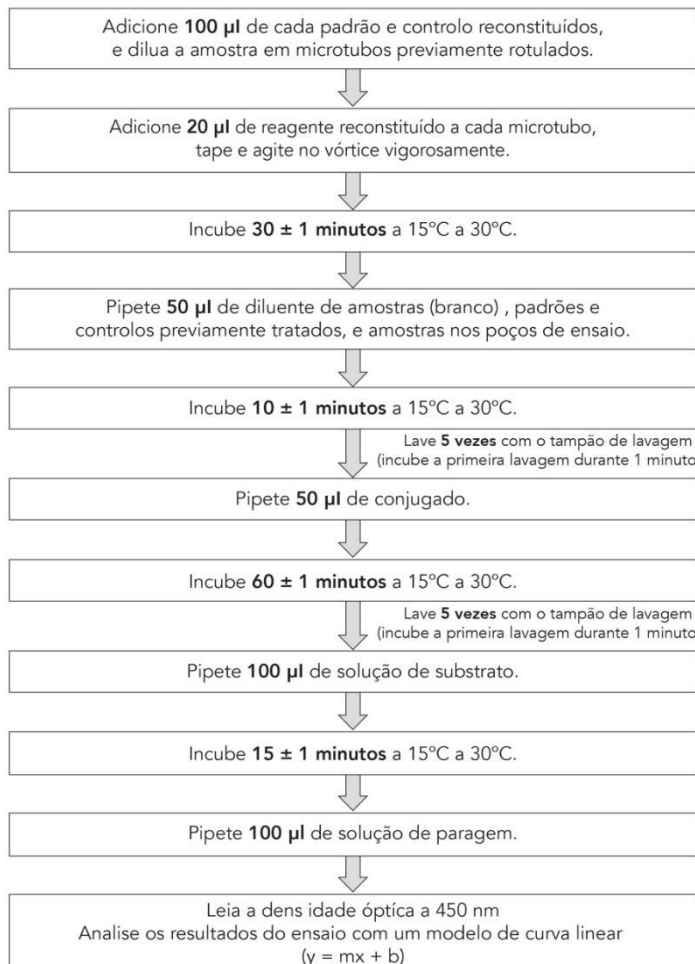 Adicione 100 µl de cada padrão e controlo reconstituídos,
e dilua a amostra em microtubos previamente rotulados.
Adicione 20 µl de reagente reconstituído a cada microtubo,
tape e agite no vórtice vigorosamente.
Incube 30 ± 1 minutos a 15ºC a 30ºC.
Pipete 50 µl de diluente de amostras (branco) , padrões e
controlos previamente tratados, e amostras nos poços de ensaio.
Incube 10 ± 1 minutos a 15ºC a 30ºC.
Lave 5 vezes com o tampão de lavagem
(incube a primeira lavagem durante 1 minuto
Pipete 50 µl de conjugado.
Incube 60 ± 1 minutos a 15ºC a 30ºC.
Lave 5 vezes com o tampão de lavagem
(incube a primeira lavagem durante 1 minuto
Pipete 100 µl de solução de substrato.
Incube 15 ± 1 minutos a 15ºC a 30ºC.
Pipete 100 µl de solução de paragem.
Leia a dens idade óptica a 450 nm
Analise os resultados do ensaio com um modelo de curva linear
(y = mx + b)